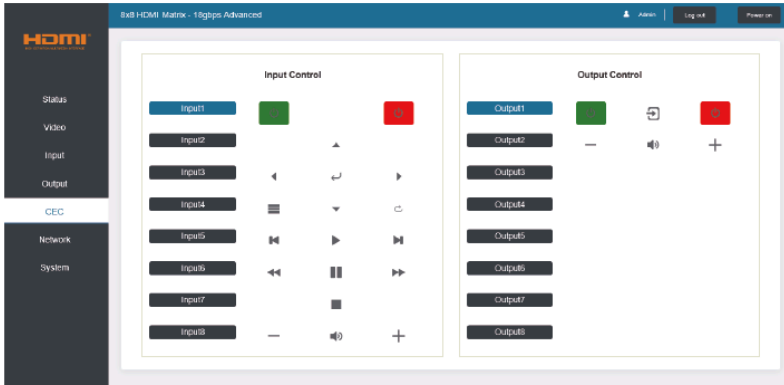 8x8 HDMI Matrix - 18gbps Advanced
Admin
Log out
Power on
HDMI
Status
Video
Input
Output
CEC
Network
System
Input Control
Input1
Input2
Input3
Input4
Input5
Input6
Input7
Input8
Output Control
Output1
Output2
Output3
Output4
Output5
Output6
Output7
Output8